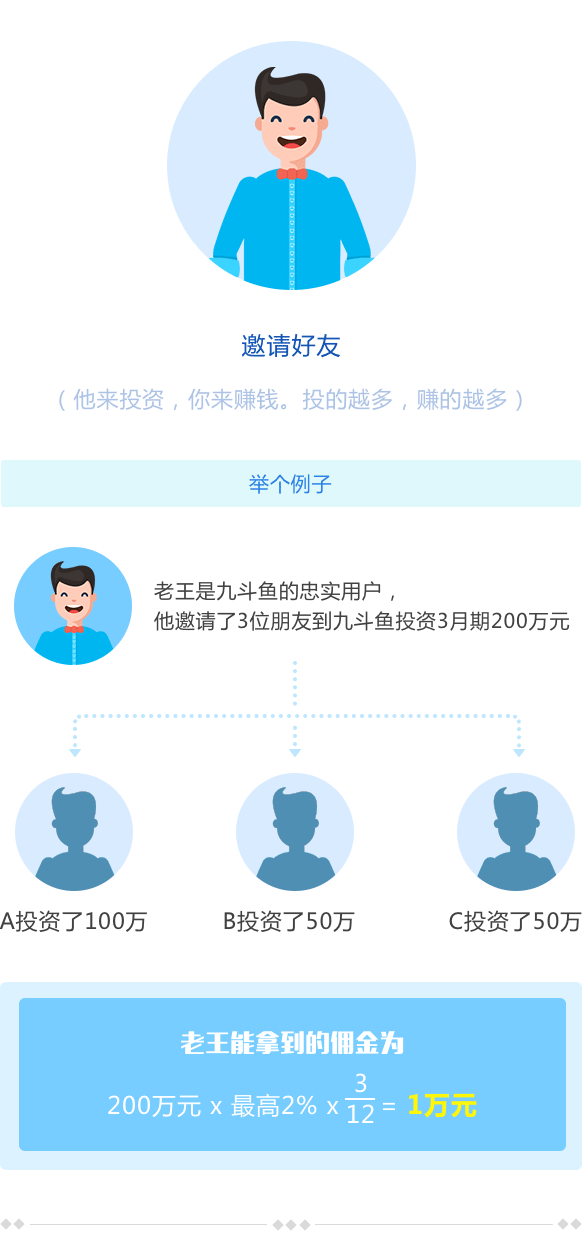 邀请好友
（他来投资，你来赚钱。投的越多，赚的越多）
举个例子
老王是九斗鱼的忠实用户，
他邀请了3位朋友到九斗鱼投资3月期200万元
A投资了100万
B投资了50万
C投资了50万
老王能拿到的佣金为
200万元 x 最高2% x 3/12 = 1万元